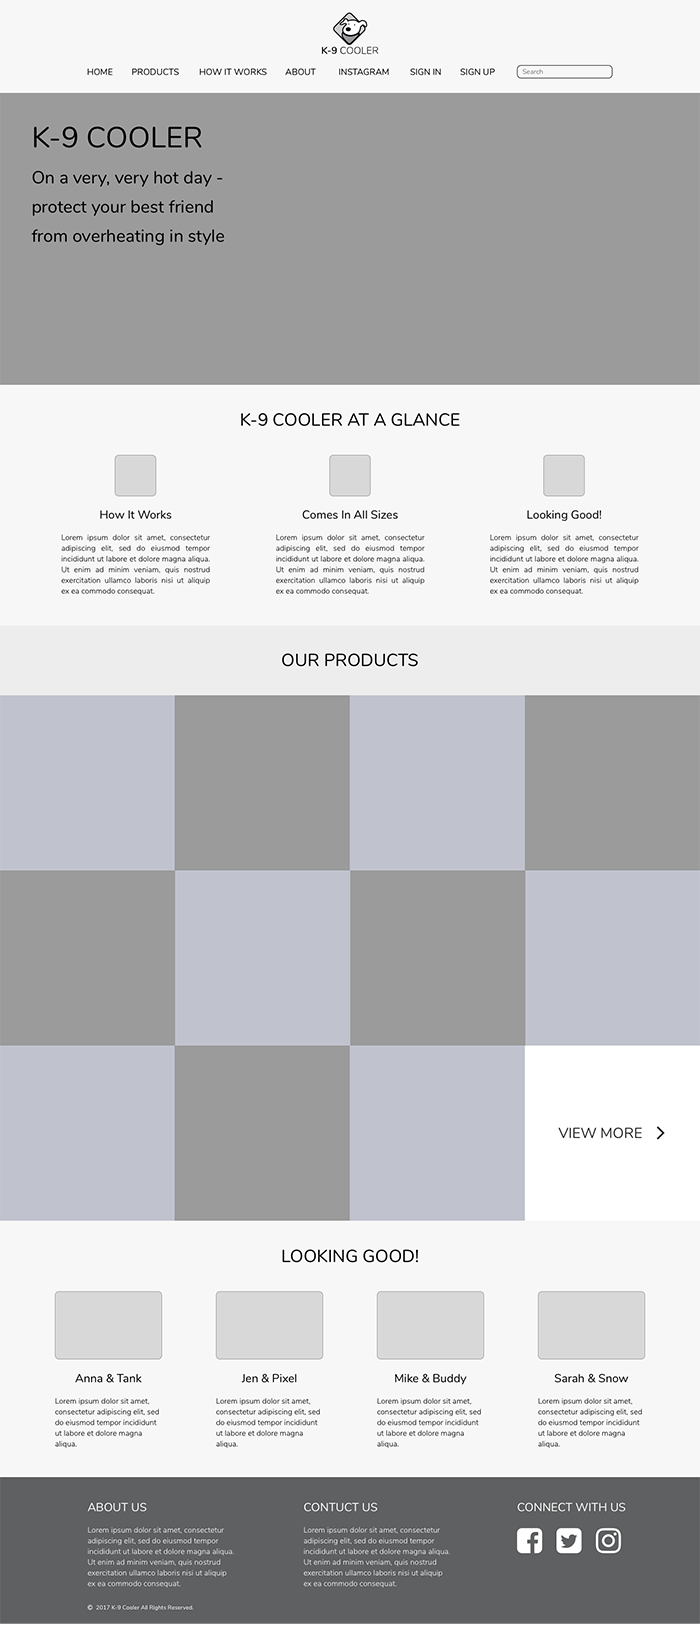 K-9 COOLER
HOME PRODUCTS HOW IT WORKS ABOUT INSTAGRAM SIGN IN SIGN UP Search
K-9 COOLER
On a very, very hot day -
protect your best friend
from overheating in style
K-9 COOLER AT A GLANCE
How It Works
Lorem ipsum dolor sit amet, consectetur
adipiscing elit, sed do eiusmod tempor
incididunt ut labore et dolore magna aliqua.
Ut enim ad minim veniam, quis nostrud
exercitation ullamco laboris nisi ut aliquip
ex ea commodo consequat.
Comes In All Sizes
Lorem ipsum dolor sit amet, consectetur
adipiscing elit, sed do eiusmod tempor
incididunt ut labore et dolore magna aliqua.
Ut enim ad minim veniam, quis nostrud
exercitation ullamco laboris nisi ut aliquip
ex ea commodo consequat.
Looking Good!
Lorem ipsum dolor sit amet, consectetur
adipiscing elit, sed do eiusmod tempor
incididunt ut labore et dolore magna aliqua.
Ut enim ad minim veniam, quis nostrud
exercitation ullamco laboris nisi ut aliquip
ex ea commodo consequat.
OUR PRODUCTS
VIEW MORE
LOOKING GOOD!
Anna & Tank
Lorem ipsum dolor sit amet,
consectetur adipiscing elit, sed
do eiusmod tempor incididunt
ut labore et dolore magna
aliqua.
Jen & Pixel
Lorem ipsum dolor sit amet,
consectetur adipiscing elit, sed
do eiusmod tempor incididunt
ut labore et dolore magna
aliqua.
Mike & Buddy
Lorem ipsum dolor sit amet,
consectetur adipiscing elit, sed
do eiusmod tempor incididunt
ut labore et dolore magna
aliqua.
Sarah & Snow
Lorem ipsum dolor sit amet,
consectetur adipiscing elit, sed
do eiusmod tempor incididunt
ut labore et dolore magna
aliqua.
ABOUT US
Lorem ipsum dolor sit amet, consectetur
adipiscing elit, sed do eiusmod tempor
incididunt ut labore et dolore magna aliqua.
Ut enim ad minim veniam, quis nostrud
exercitation ullamco laboris nisi ut aliquip
ex ea commodo consequat.
CONTUCT US
Lorem ipsum dolor sit amet, consectetur
adipiscing elit, sed do eiusmod tempor
incididunt ut labore et dolore magna aliqua.
Ut enim ad minim veniam, quis nostrud
exercitation ullamco laboris nisi ut aliquip
ex ea commodo consequat.
CONNECT WITH US
© 2017 K-9 Cooler All Rights Reserved.